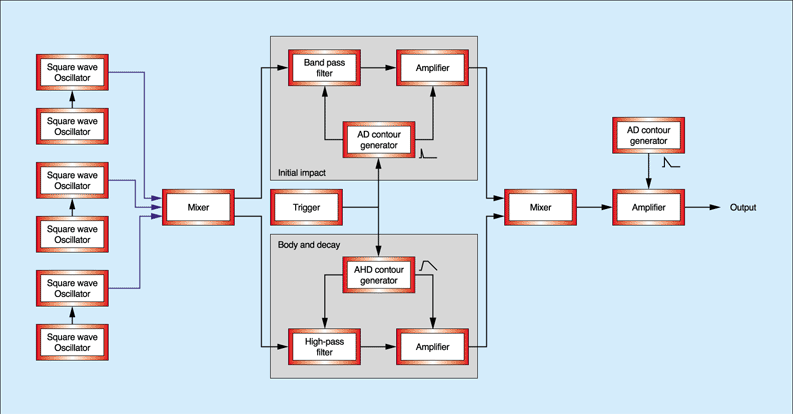 Square wave
Oscillator
Square wave
Oscillator
Square wave
Oscillator
Square wave
Oscillator
Square wave
Oscillator
Square wave
Oscillator
Mixer
Band pass
filter
Amplifier
AD contour
generator
Initial impact
Trigger
Body and decay
AHD contour
generator
High-pass
filter
Amplifier
Mixer
AD contour
generator
Amplifier
Output